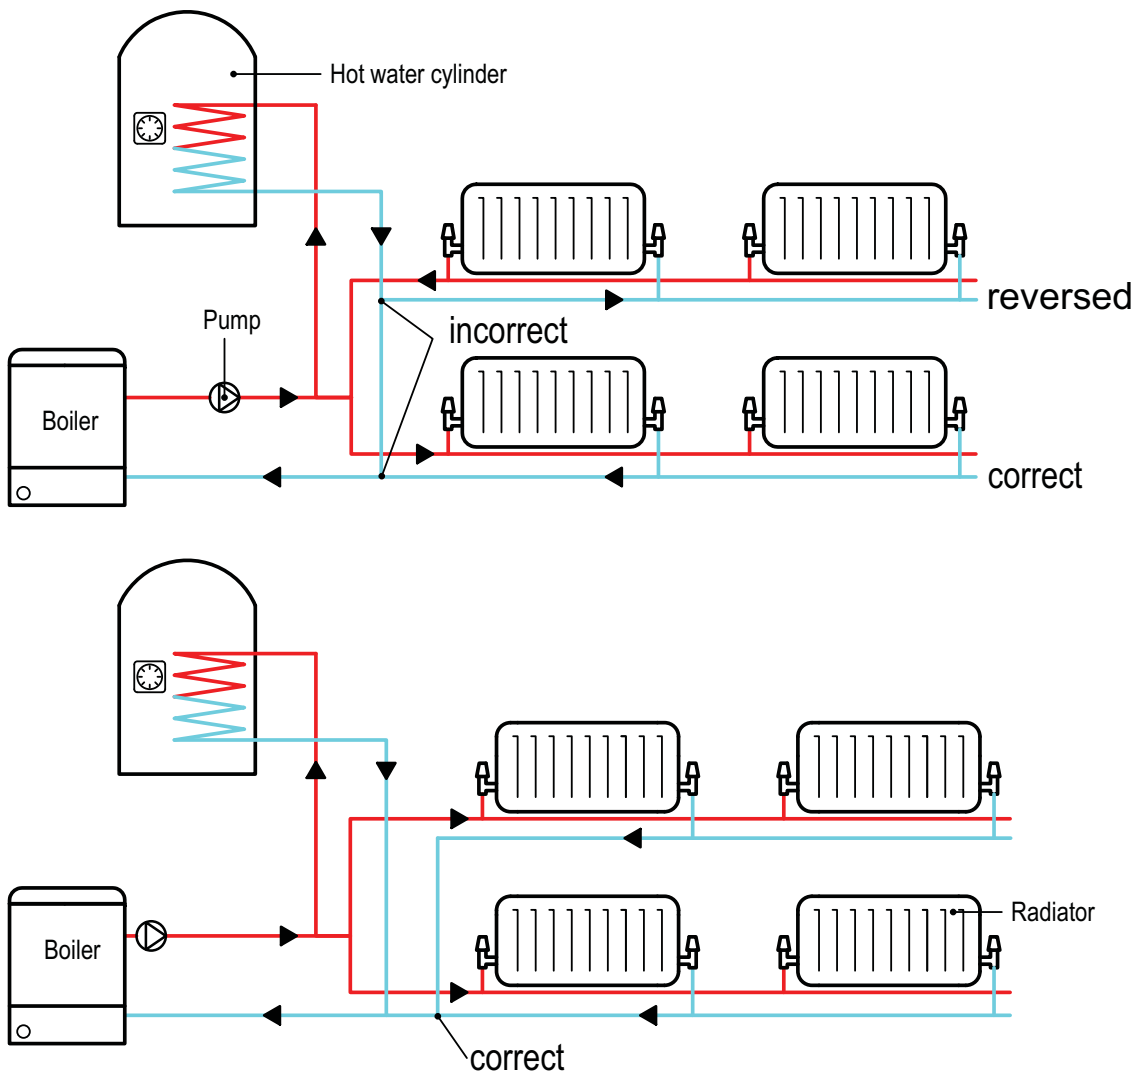 Hot water cylinder
reversed
Pump
incorrect
Boiler
correct
Radiator
Boiler
correct